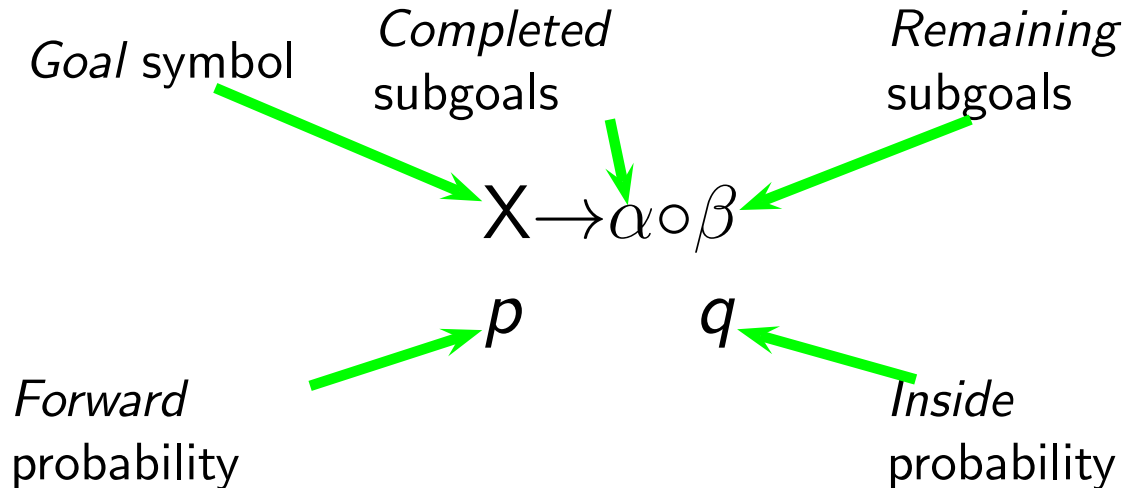 Goal symbol
Completed
subgoals
Remaining
subgoals
X→α∘β
p q
Forward
probability
Inside
probability